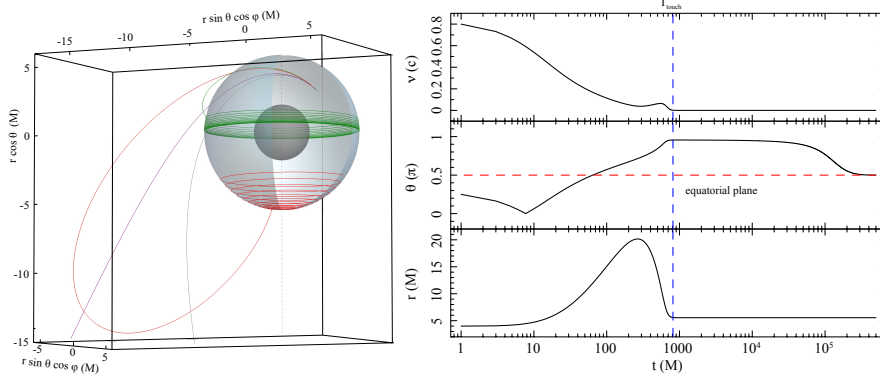 r sin θ cos φ (M)
-15 -10 -5 0 5
r cos θ (M)
5
0
-5
-10
-15
-5 0 5
r sin θ cos φ (M)
T touch
ν (c)
0 0.2 0.4 0.6 0.8
θ (π)
0 0.5 1
equatorial plane
r (M)
5 10 15 20
1 10 100 1000 10⁴ 10⁵
t (M)